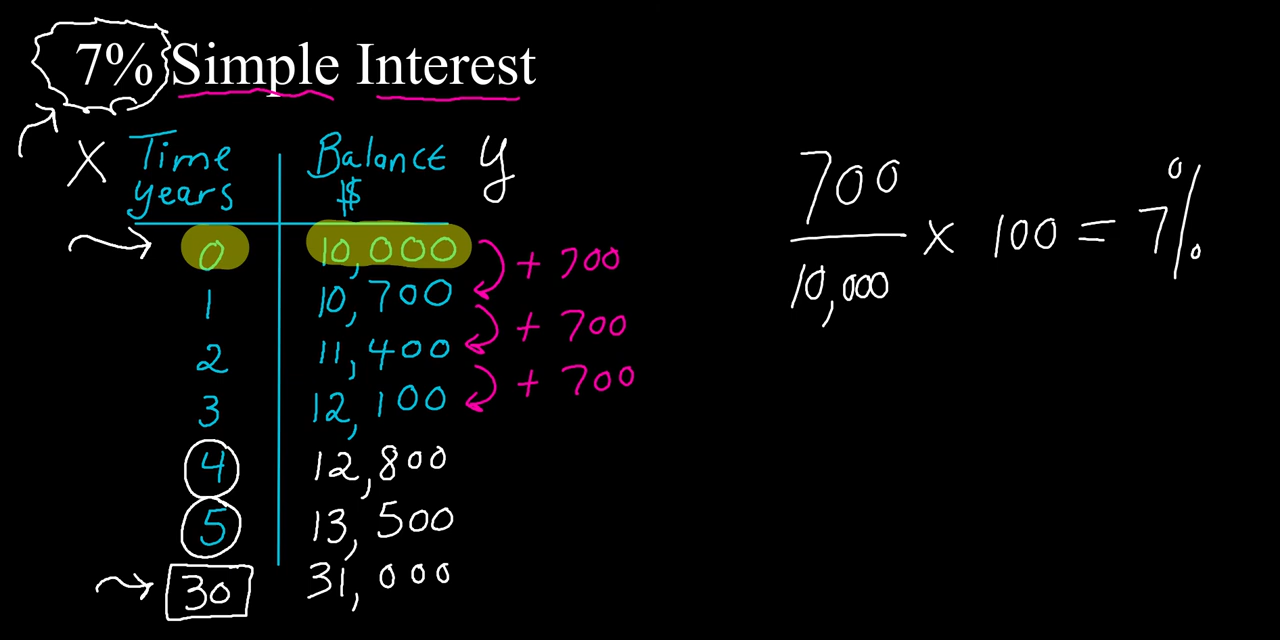 7% Simple Interest
X Time years Balance $ y
0 10,000 + 700
1 10,700
+ 700
2 11,400
+ 700
3 12,100
4 12,800
5 13,500
30 31,000
700
10,000 x 100 = 7%